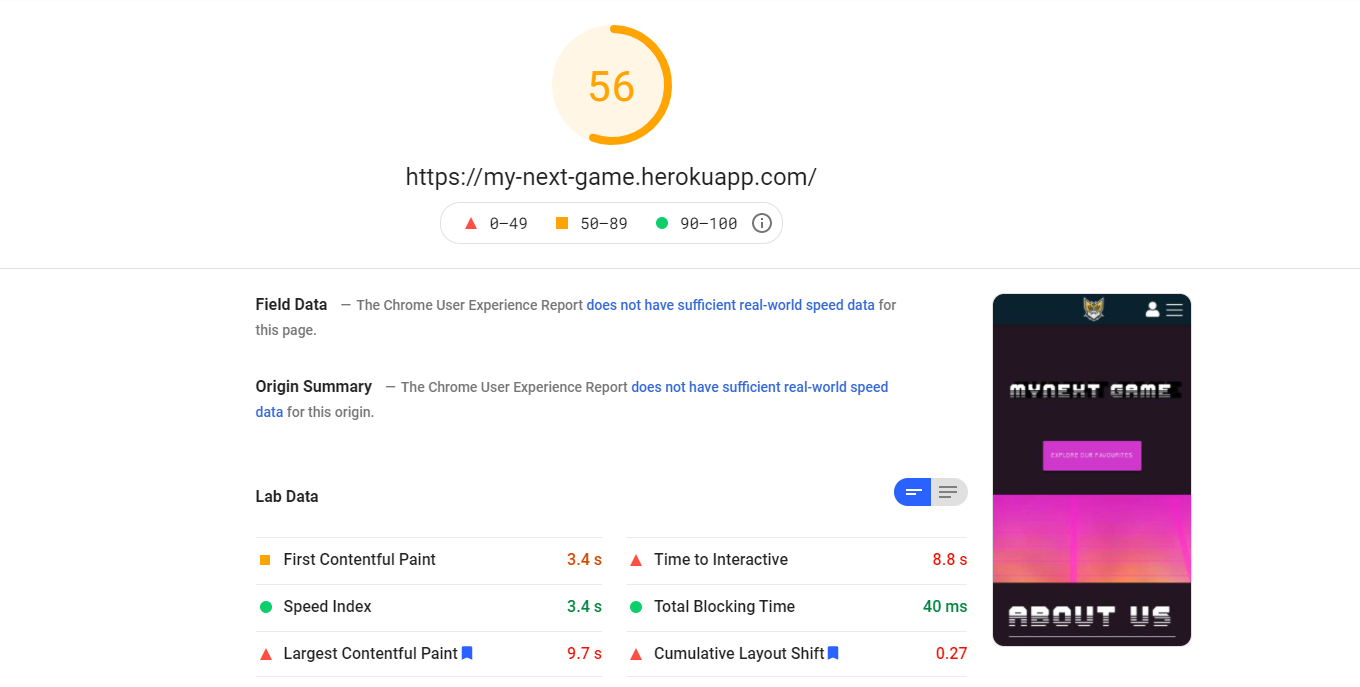 56
https://my-next-game.herokuapp.com/
0–49 50–89 90–100
Field Data — The Chrome User Experience Report does not have sufficient real-world speed data for
this page.
Origin Summary — The Chrome User Experience Report does not have sufficient real-world speed
data for this origin.
Lab Data
First Contentful Paint 3.4 s
Time to Interactive 8.8 s
Speed Index 3.4 s
Total Blocking Time 40 ms
Largest Contentful Paint 9.7 s
Cumulative Layout Shift 0.27
MYNEXT GAME
EXPLORE OUR FAVOURITES
ABOUT US